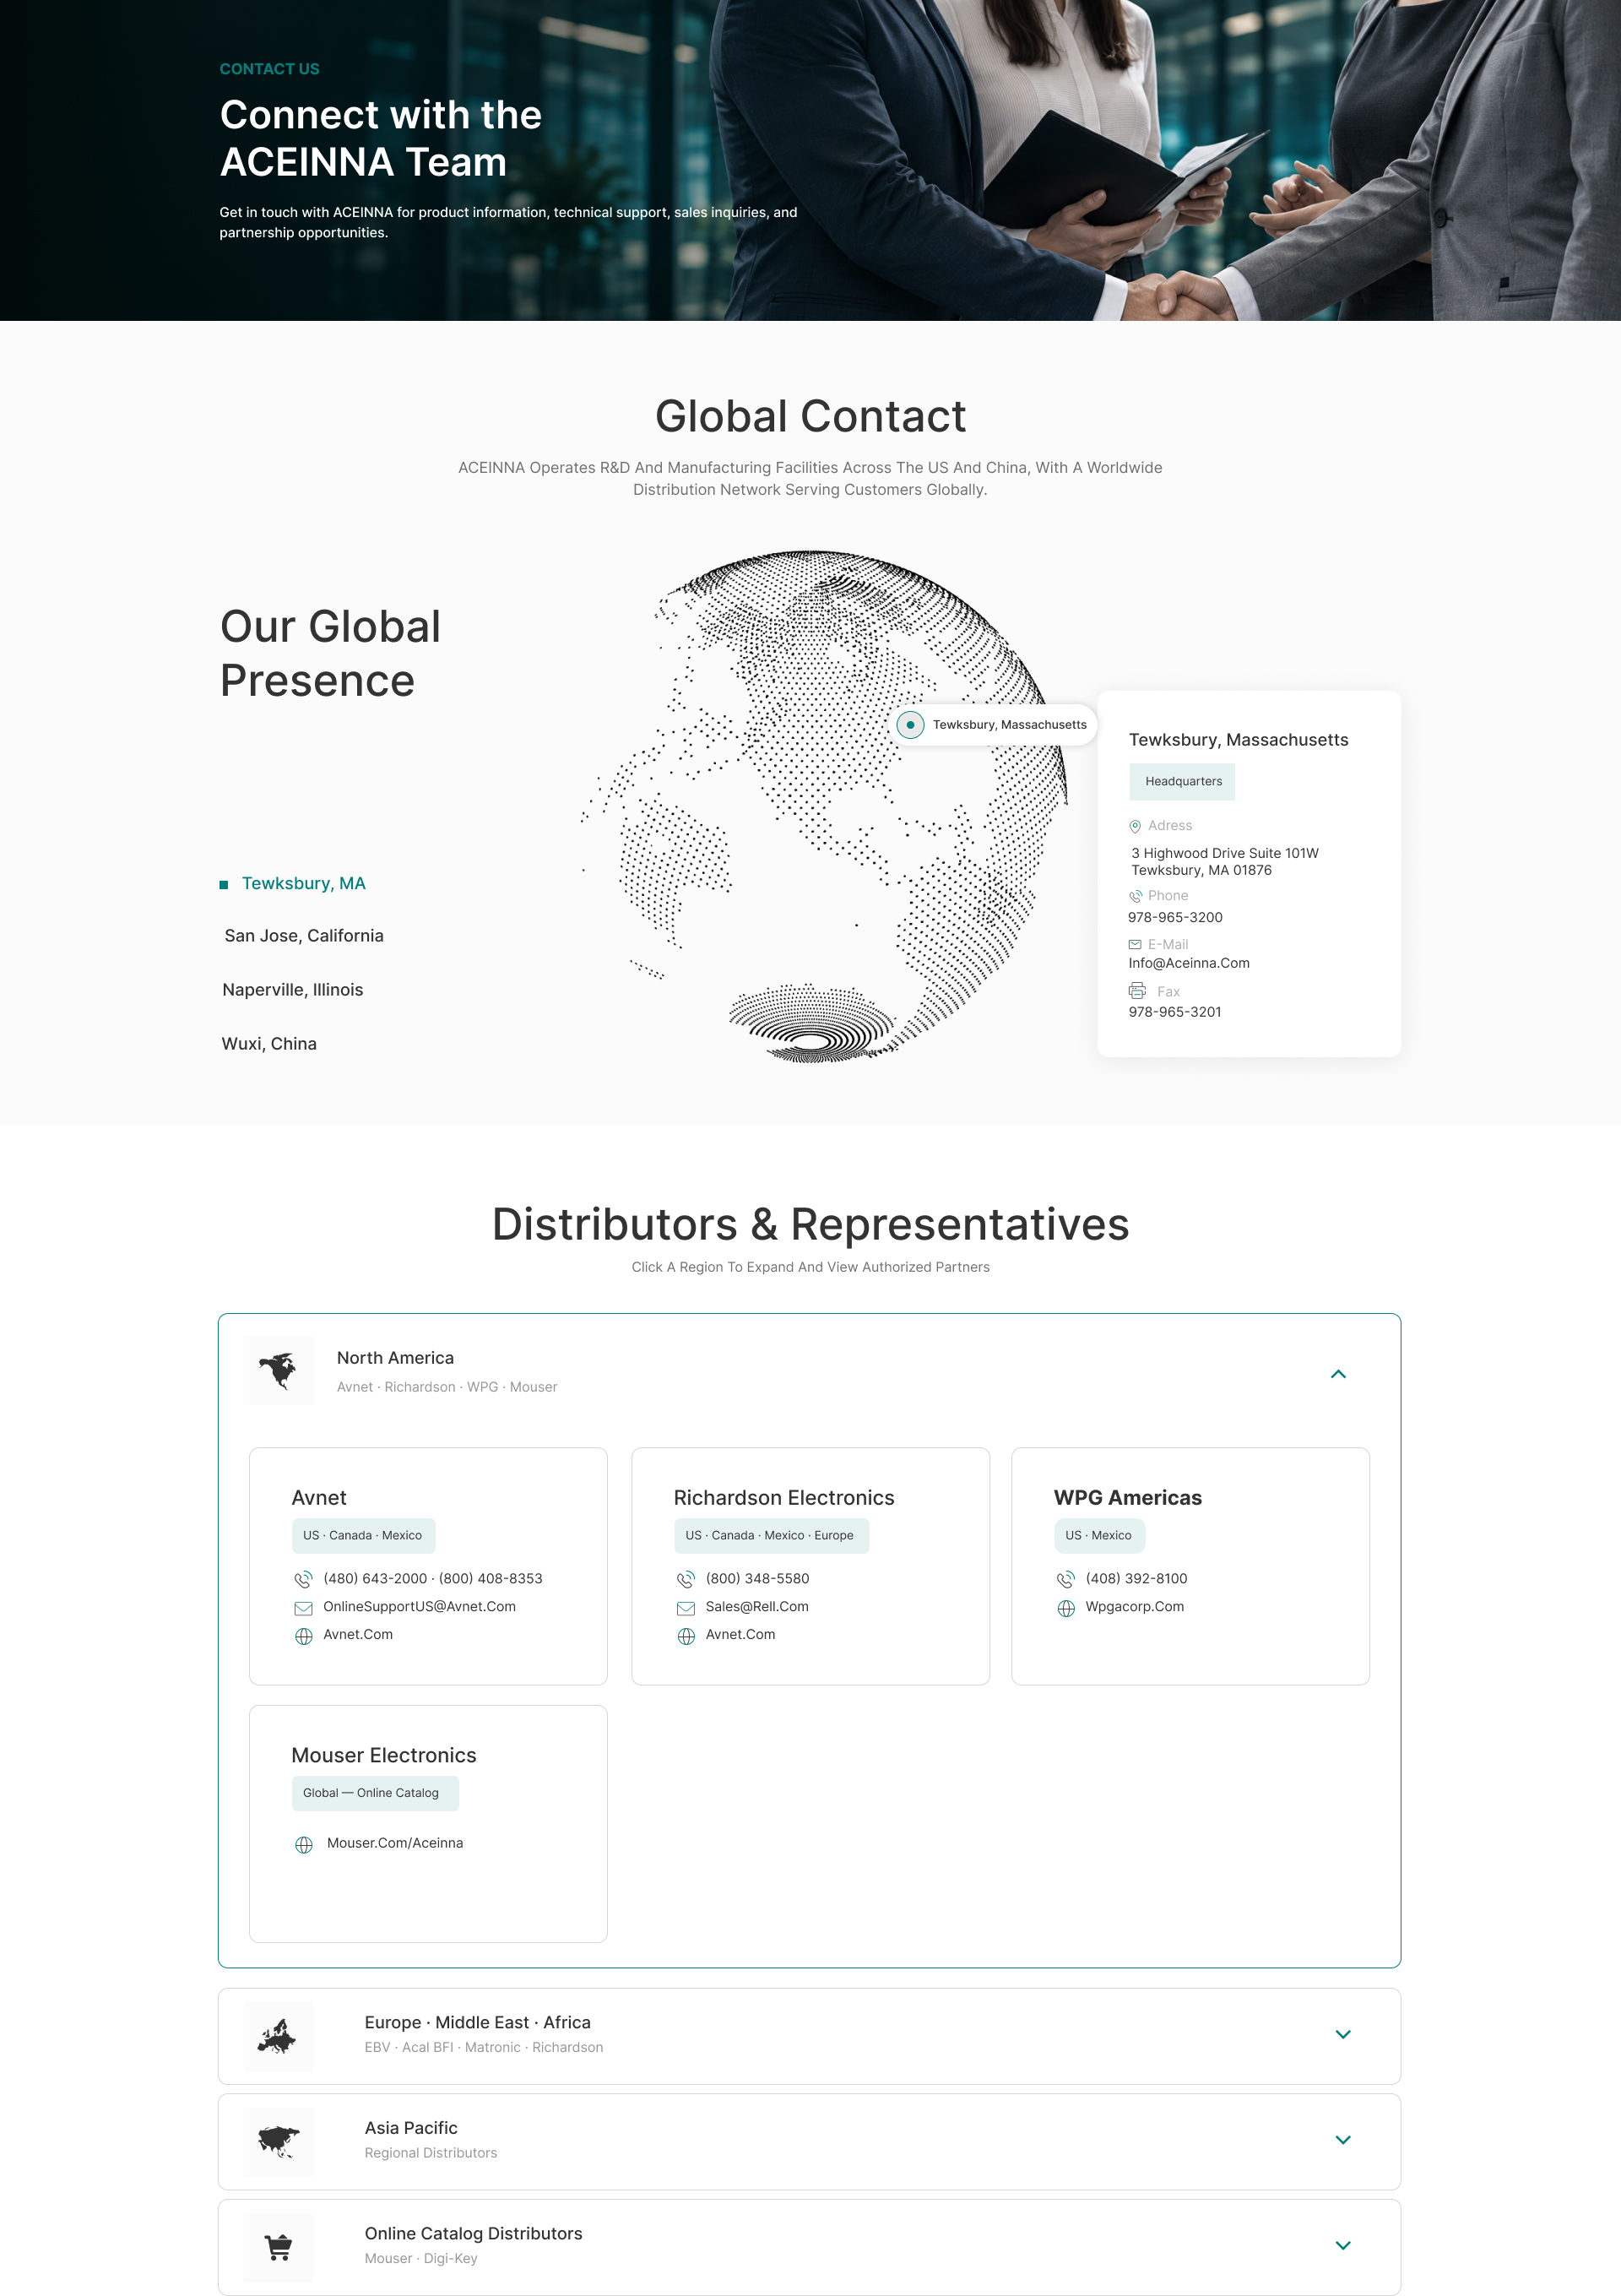 CONTACT US
Connect with the
ACEINNA Team
Get in touch with ACEINNA for product information, technical support, sales inquiries, and
partnership opportunities.
Global Contact
ACEINNA Operates R&D And Manufacturing Facilities Across The US And China, With A Worldwide
Distribution Network Serving Customers Globally.
Our Global
Presence
Tewksbury, MA
San Jose, California
Naperville, Illinois
Wuxi, China
Tewksbury, Massachusetts
Tewksbury, Massachusetts
Headquarters
Adress
3 Highwood Drive Suite 101W
Tewksbury, MA 01876
Phone
978-965-3200
E-Mail
Info@Aceinna.Com
Fax
978-965-3201
Distributors & Representatives
Click A Region To Expand And View Authorized Partners
North America
Avnet · Richardson · WPG · Mouser
Avnet
US · Canada · Mexico
(480) 643-2000 · (800) 408-8353
OnlineSupportUS@Avnet.Com
Avnet.Com
Richardson Electronics
US · Canada · Mexico · Europe
(800) 348-5580
Sales@Rell.Com
Avnet.Com
WPG Americas
US · Mexico
(408) 392-8100
Wpgacorp.Com
Mouser Electronics
Global — Online Catalog
Mouser.Com/Aceinna
Europe · Middle East · Africa
EBV · Acal BFI · Matronic · Richardson
Asia Pacific
Regional Distributors
Online Catalog Distributors
Mouser · Digi-Key